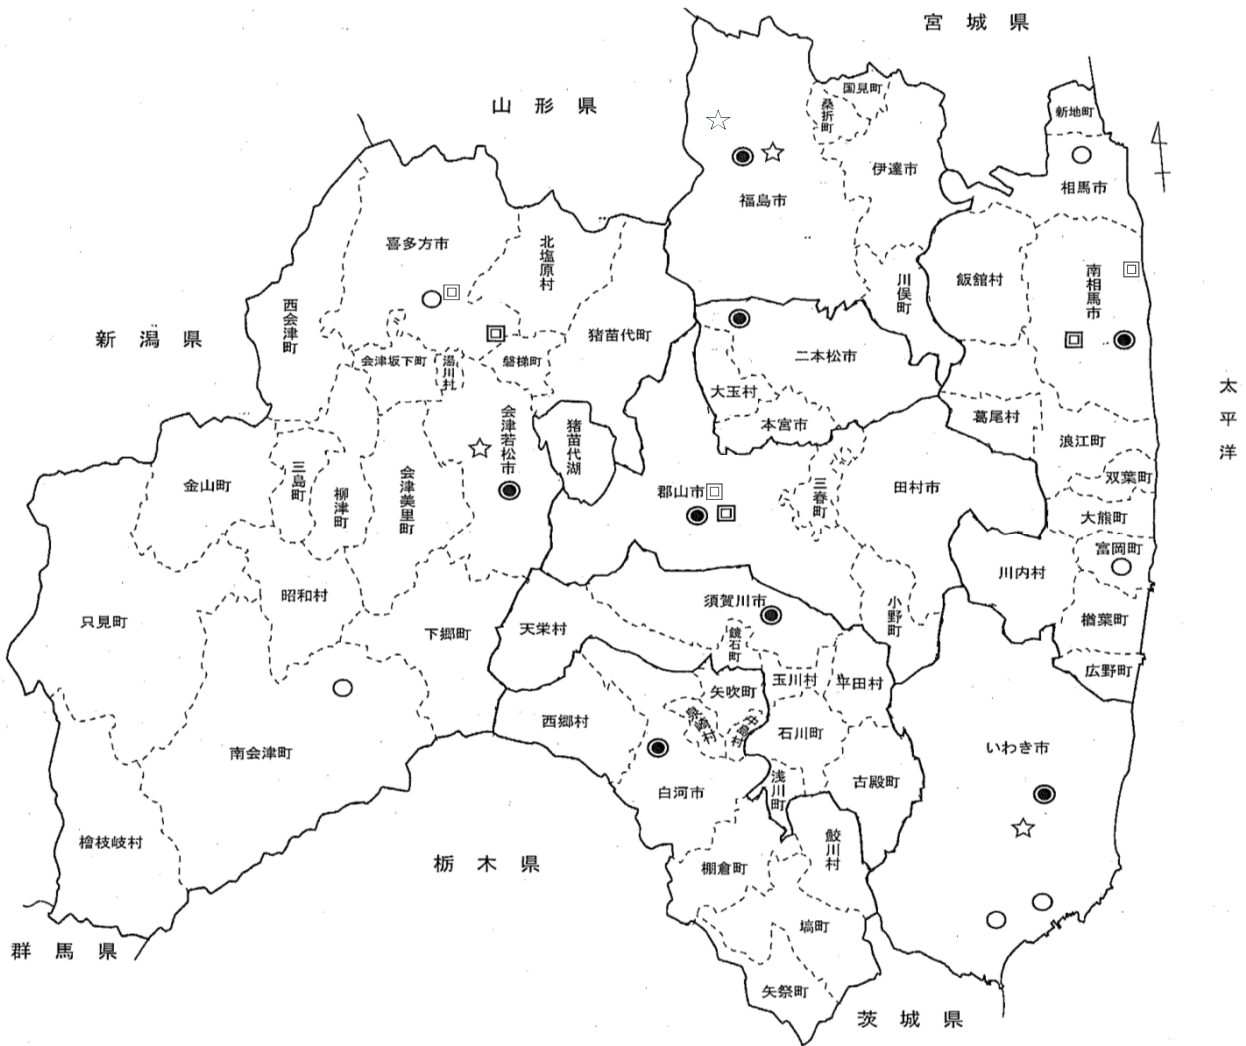 宮城県
山形県
国見町
桑折町
新地町
伊達市
相馬市
福島市
喜多方市
北塩原村
川俣町
飯舘村
南相馬市
西会津町
新潟県
猪苗代町
二本松市
会津坂下町
湯川村
磐梯町
太平洋
大玉村
本宮市
葛尾村
浪江町
会津若松市
猪苗代湖
双葉町
金山町
三島町
柳津町
会津美里町
郡山市
三春町
田村市
大熊町
富岡町
川内村
昭和村
只見町
下郷町
天栄村
須賀川市
鏡石町
小野町
楢葉町
広野町
玉川村
平田村
矢吹町
西郷村
泉崎村
中島村
石川町
南会津町
いわき市
白河市
浅川町
古殿町
檜枝岐村
栃木県
棚倉町
鮫川村
塙町
群馬県
矢祭町
茨城県